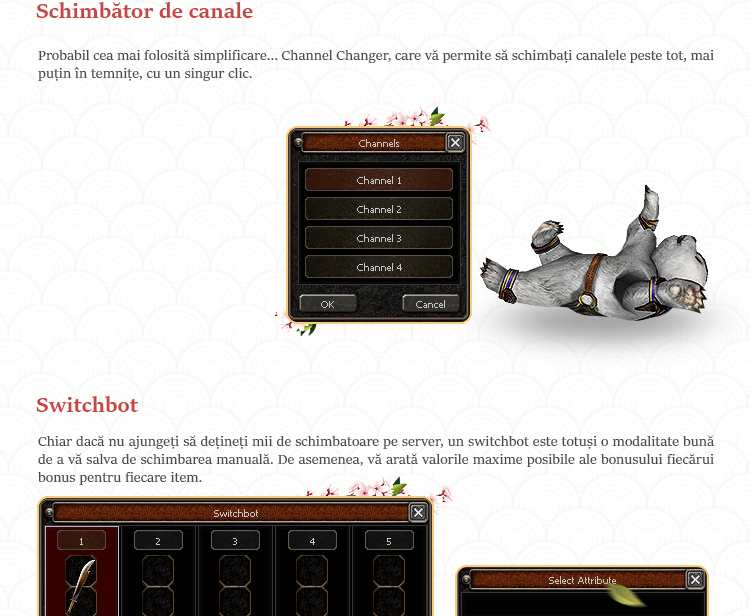 Schimbător de canale
Probabil cea mai folosită simplificare... Channel Changer, care vă permite să schimbați canalele peste tot, mai
puțin în temnițe, cu un singur clic.
Channels
Channel 1
Channel 2
Channel 3
Channel 4
OK Cancel
Switchbot
Chiar dacă nu ajungeți să dețineți mii de schimbatoare pe server, un switchbot este totuși o modalitate bună
de a vă salva de schimbarea manuală. De asemenea, vă arată valorile maxime posibile ale bonusului fiecărui
bonus pentru fiecare item.
Switchbot
1 2 3 4 5
Select Attribute